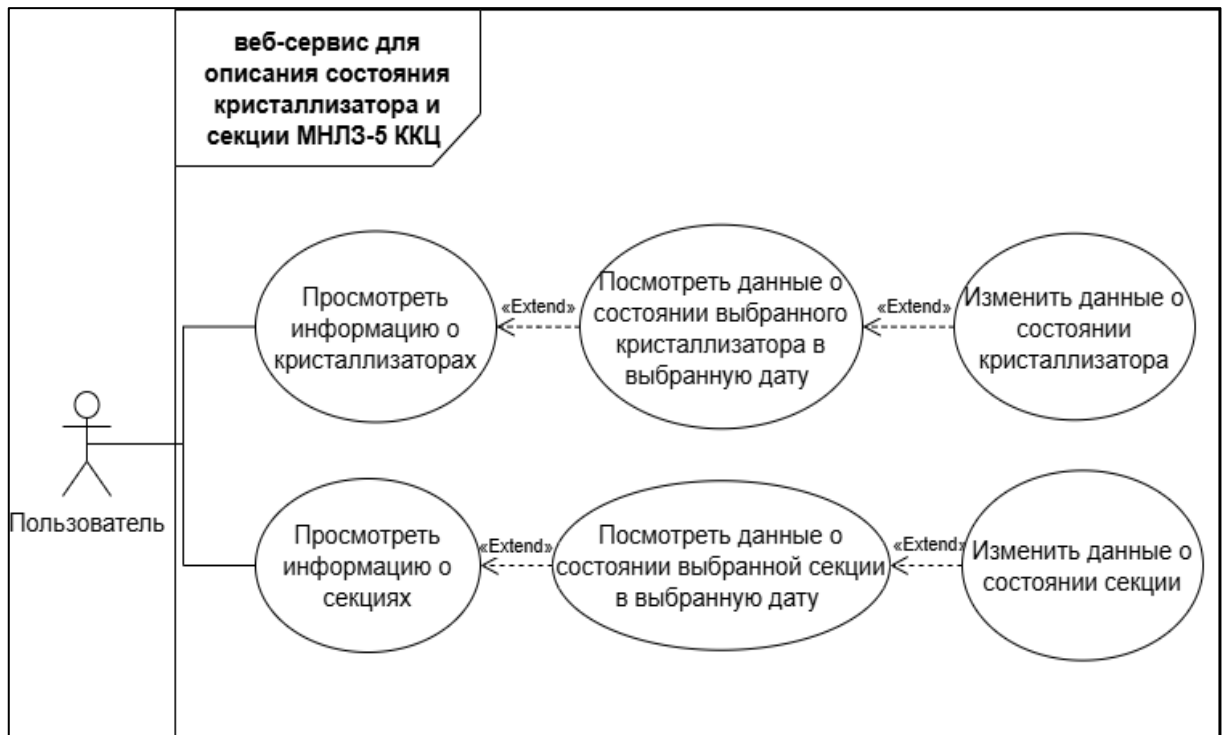 веб-сервис для
описания состояния
кристаллизатора и
секции МНЛЗ-5 ККЦ
Просмотреть
информацию о
кристаллизаторах
«Extend»
Посмотреть данные о
состоянии выбранного
кристаллизатора в
выбранную дату
«Extend»
Изменить данные о
состоянии
кристаллизатора
Пользователь
Просмотреть
информацию о
секциях
«Extend»
Посмотреть данные о
состоянии выбранной секции
в выбранную дату
«Extend»
Изменить данные о
состоянии секции